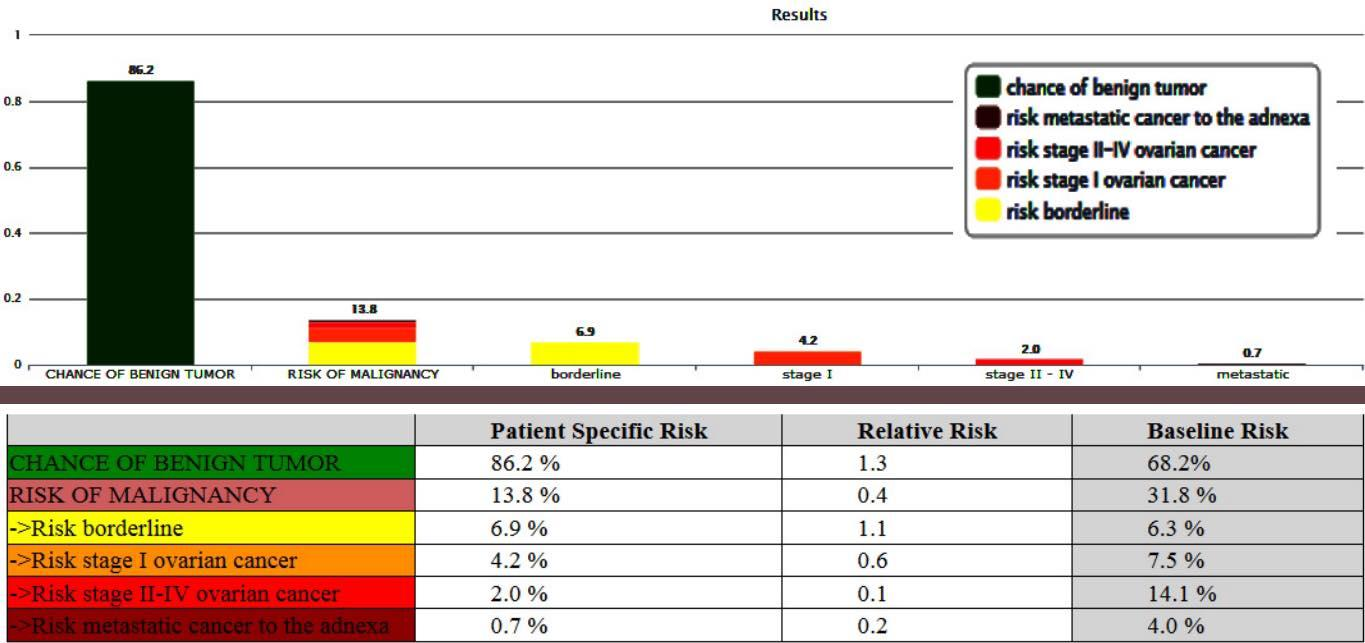 Results
1
86.2
0.8
0.6
0.4
0.2
13.8
6.9
4.2
2.0
0.7
0
chance of benign tumor
risk metastatic cancer to the adnexa
risk stage II-IV ovarian cancer
risk stage I ovarian cancer
risk borderline
CHANCE OF BENIGN TUMOR RISK OF MALIGNANCY borderline stage I stage II - IV metastatic
Patient Specific Risk Relative Risk Baseline Risk
CHANCE OF BENIGN TUMOR 86.2 % 1.3 68.2%
RISK OF MALIGNANCY 13.8 % 0.4 31.8 %
->Risk borderline 6.9 % 1.1 6.3 %
->Risk stage I ovarian cancer 4.2 % 0.6 7.5 %
->Risk stage II-IV ovarian cancer 2.0 % 0.1 14.1 %
->Risk metastatic cancer to the adnexa 0.7 % 0.2 4.0 %